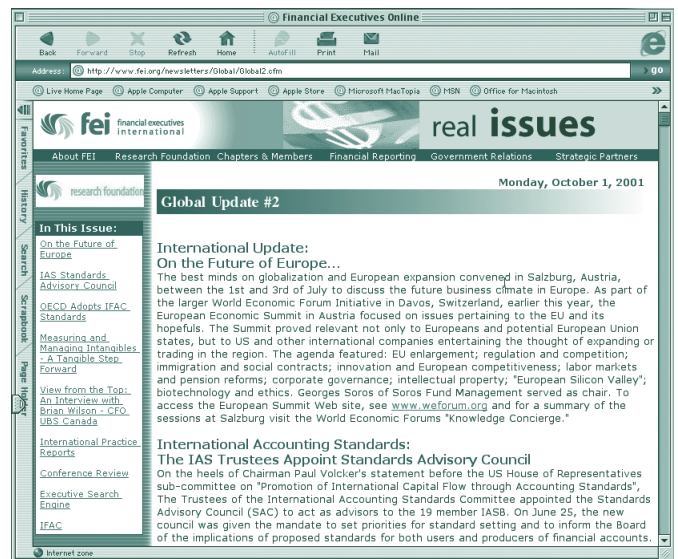 Financial Executives Online
Back Forward Stop Refresh Home AutoFill Print Mail
Address: @ http://www.fei.org/newsletters/Global/Global2.cfm go
Live Home Page Apple Computer Apple Support Apple Store Microsoft MacTopia MSN Office for Macintosh
Favorites
History
Search
Scrapbook
Page Holder
fei financial executives
international
real issues
About FEI Research Foundation Chapters & Members Financial Reporting Government Relations Strategic Partners
research foundation
Monday, October 1, 2001
Global Update #2
In This Issue:
On the Future of
Europe
IAS Standards
Advisory Council
OECD Adopts IFAC
Standards
Measuring and
Managing Intangibles
- A Tangible Step
Forward
View from the Top:
An Interview with
Brian Wilson - CFO
UBS Canada
International Practice
Reports
Conference Review
Executive Search
Engine
IFAC
International Update:
On the Future of Europe...
The best minds on globalization and European expansion convened in Salzburg, Austria,
between the 1st and 3rd of July to discuss the future business climate in Europe. As part of
the larger World Economic Forum Initiative in Davos, Switzerland, earlier this year, the
European Economic Summit in Austria focused on issues pertaining to the EU and its
hopefuls. The Summit proved relevant not only to Europeans and potential European Union
states, but to US and other international companies entertaining the thought of expanding or
trading in the region. The agenda featured: EU enlargement; regulation and competition;
immigration and social contracts; innovation and European competitiveness; labor markets
and pension reforms; corporate governance; intellectual property; "European Silicon Valley";
biotechnology and ethics. Georges Soros of Soros Fund Management served as chair. To
access the European Summit Web site, see www.weforum.org and for a summary of the
sessions at Salzburg visit the World Economic Forums "Knowledge Concierge."
International Accounting Standards:
The IAS Trustees Appoint Standards Advisory Council
On the heels of Chairman Paul Volcker's statement before the US House of Representatives
sub-committee on "Promotion of International Capital Flow through Accounting Standards",
The Trustees of the International Accounting Standards Committee appointed the Standards
Advisory Council (SAC) to act as advisors to the 19 member IASB. On June 25, the new
council was given the mandate to set priorities for standard setting and to inform the Board
of the implications of proposed standards for both users and producers of financial accounts.
Internet zone